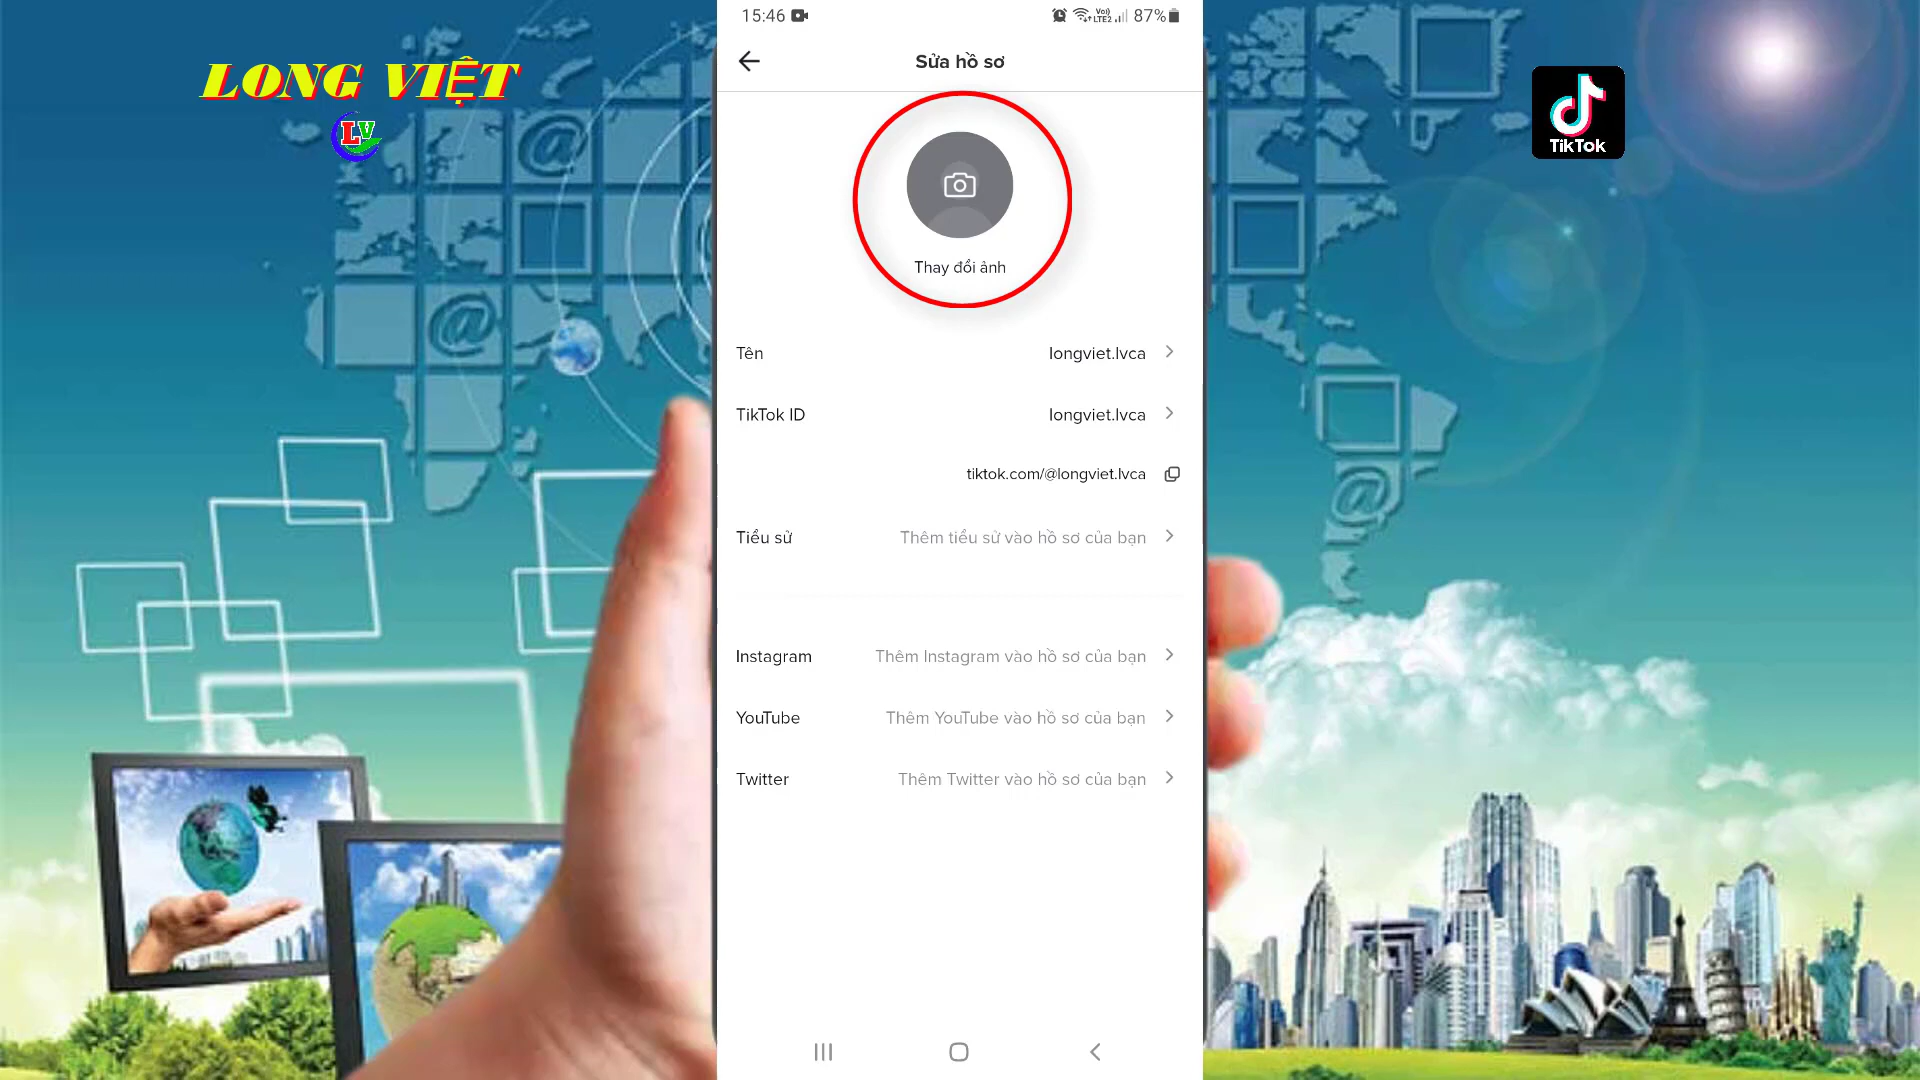 15:46
Vo)
LTE2
87%
LONG VIỆT
LV
Sửa hồ sơ
TikTok
Thay đổi ảnh
Tên longviet.lvca
TikTok ID longviet.lvca
tiktok.com/@longviet.lvca
Tiểu sử Thêm tiểu sử vào hồ sơ của bạn
Instagram Thêm Instagram vào hồ sơ của bạn
YouTube Thêm YouTube vào hồ sơ của bạn
Twitter Thêm Twitter vào hồ sơ của bạn